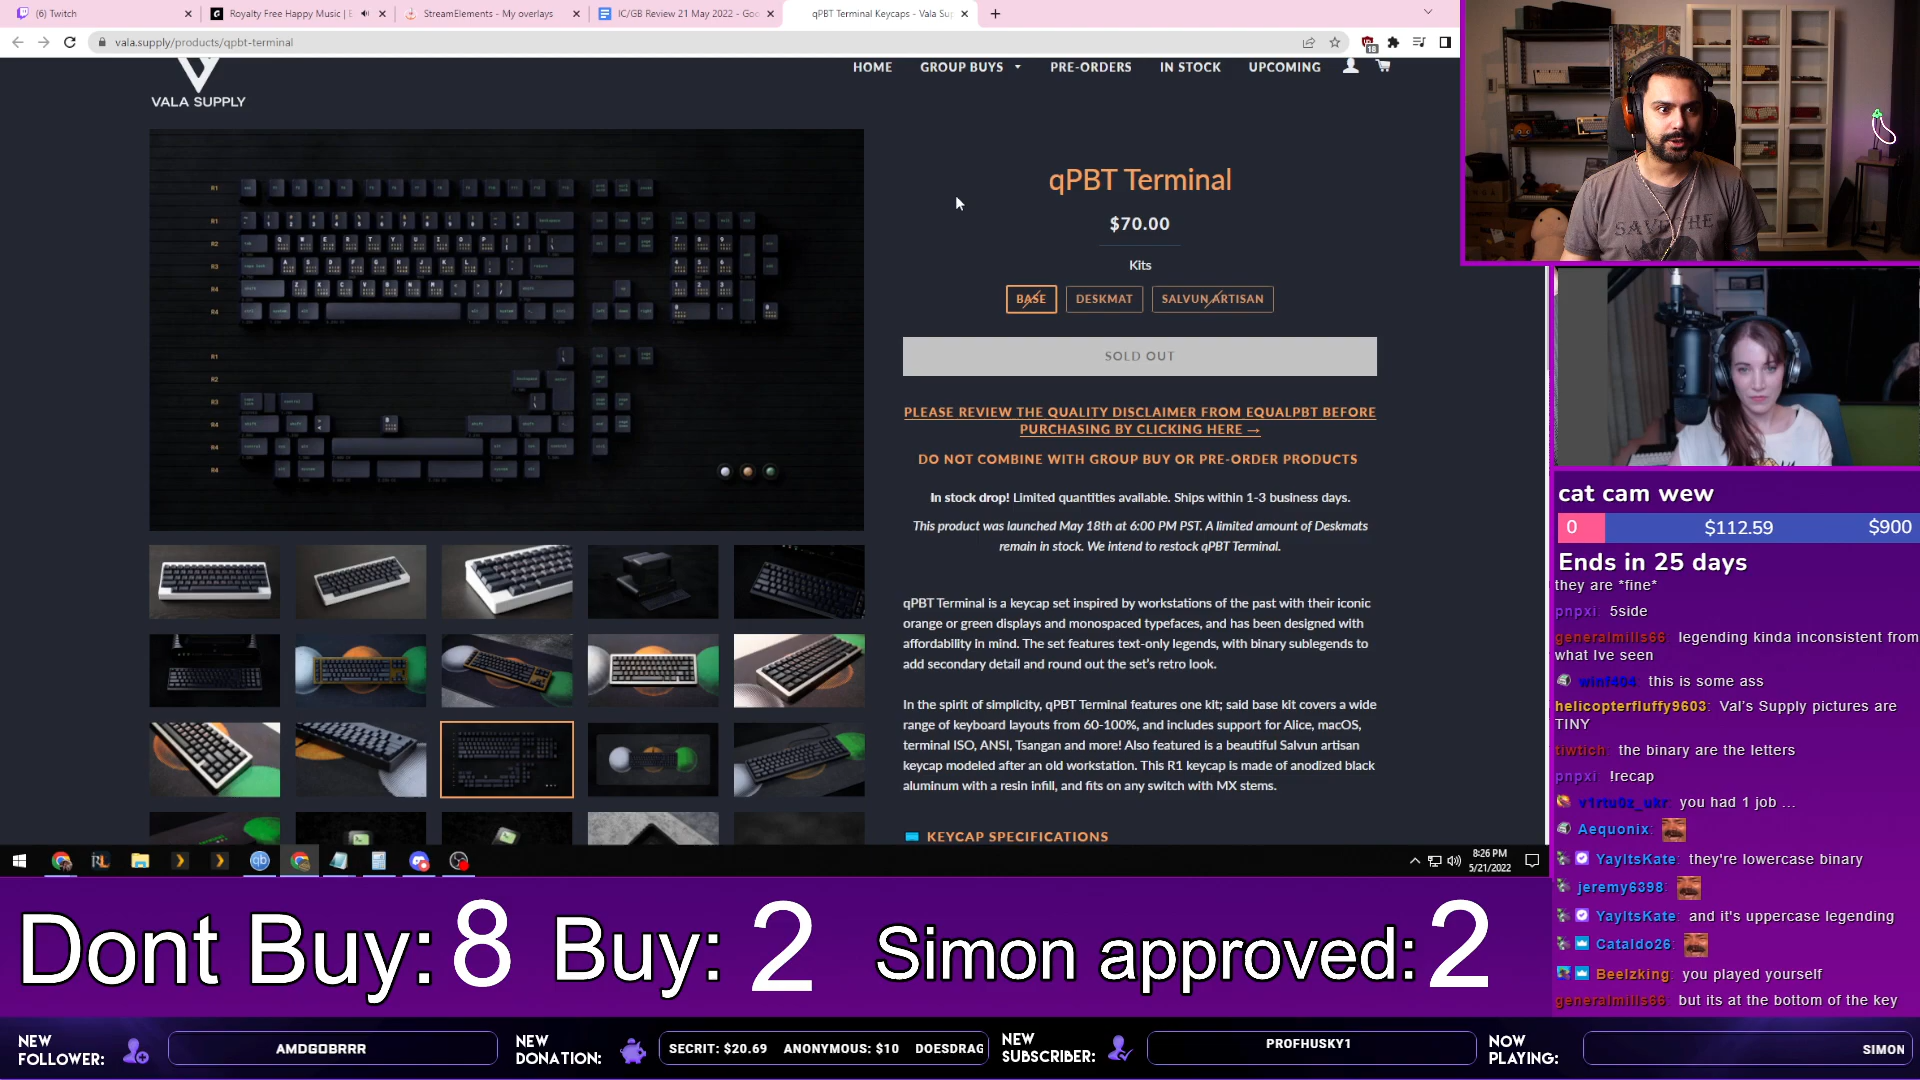 (6) Twitch
Royalty Free Happy Music | E
StreamElements - My overlays
IC/GB Review 21 May 2022 - Goo
qPBT Terminal Keycaps - Vala Sup
vala.supply/products/qpbt-terminal
VALA SUPPLY
HOME
GROUP BUYS
PRE-ORDERS
IN STOCK
UPCOMING
qPBT Terminal
$70.00
Kits
BASE
DESKMAT
SALVUN ARTISAN
SOLD OUT
PLEASE REVIEW THE QUALITY DISCLAIMER FROM EQUALPBT BEFORE
PURCHASING BY CLICKING HERE →
DO NOT COMBINE WITH GROUP BUY OR PRE-ORDER PRODUCTS
In stock drop! Limited quantities available. Ships within 1-3 business days.
This product was launched May 18th at 6:00 PM PST. A limited amount of Deskmats
remain in stock. We intend to restock qPBT Terminal.
qPBT Terminal is a keycap set inspired by workstations of the past with their iconic
orange or green displays and monospaced typefaces, and has been designed with
affordability in mind. The set features text-only legends, with binary sublegends to
add secondary detail and round out the set's retro look.
In the spirit of simplicity, qPBT Terminal features one kit; said base kit covers a wide
range of keyboard layouts from 60-100%, and includes support for Alice, macOS,
terminal ISO, ANSI, Tsangan and more! Also featured is a beautiful Salvun artisan
keycap modeled after an old workstation. This R1 keycap is made of anodized black
aluminum with a resin infill, and fits on any switch with MX stems.
KEYCAP SPECIFICATIONS
8:26 PM
5/21/2022
SAVE THE
cat cam wew
0 $112.59 $900
Ends in 25 days
they are *fine*
pnpxi: 5side
generalmills66: legending kinda inconsistent from
what Ive seen
winf404: this is some ass
helicopterfluffy9603: Val's Supply pictures are
TINY
tiwtich: the binary are the letters
pnpxi: !recap
v1rtu0z_ukr: you had 1 job ...
Aequonix:
YayItsKate: they're lowercase binary
jeremy6398:
YayItsKate: and it's uppercase legending
Cataldo26:
Beelzking: you played yourself
generalmills66: but its at the bottom of the key
Dont Buy: 8 Buy: 2 Simon approved: 2
NEW
FOLLOWER:
AMDGOBRRR
NEW
DONATION:
SECRIT: $20.69 ANONYMOUS: $10 DOESDRAG
NEW
SUBSCRIBER:
PROFHUSKY1
NOW
PLAYING:
SIMON